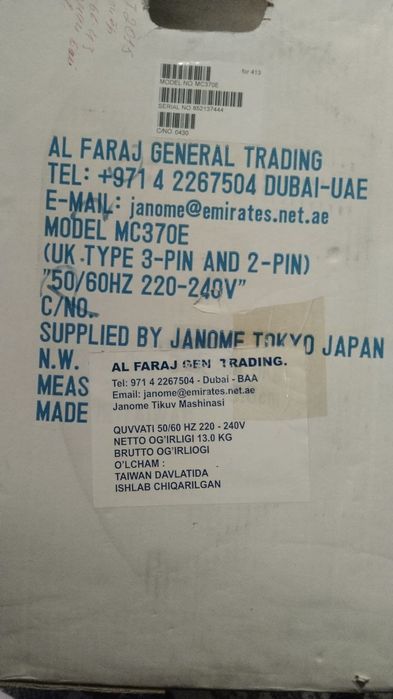 for 413
MODEL NO.MC370E
SERIAL NO.852137444
C/NO. 0430
AL FARAJ GENERAL TRADING
TEL: +971 4 2267504 DUBAI-UAE
E-MAIL: janome@emirates.net.ae
MODEL MC370E
(UK TYPE 3-PIN AND 2-PIN)
"50/60HZ 220-240V"
C/NO.
SUPPLIED BY JANOME TOKYO JAPAN
N.W.
MEAS
MADE
AL FARAJ GEN TRADING.
Tel: 971 4 2267504 - Dubai - BAA
Email: janome@emirates.net.ae
Janome Tikuv Mashinasi
QUVVATI 50/60 HZ 220 - 240V
NETTO OG'IRLIGI 13.0 KG
BRUTTO OG'IRLIOGI
O'LCHAM :
TAIWAN DAVLATIDA
ISHLAB CHIQARILGAN